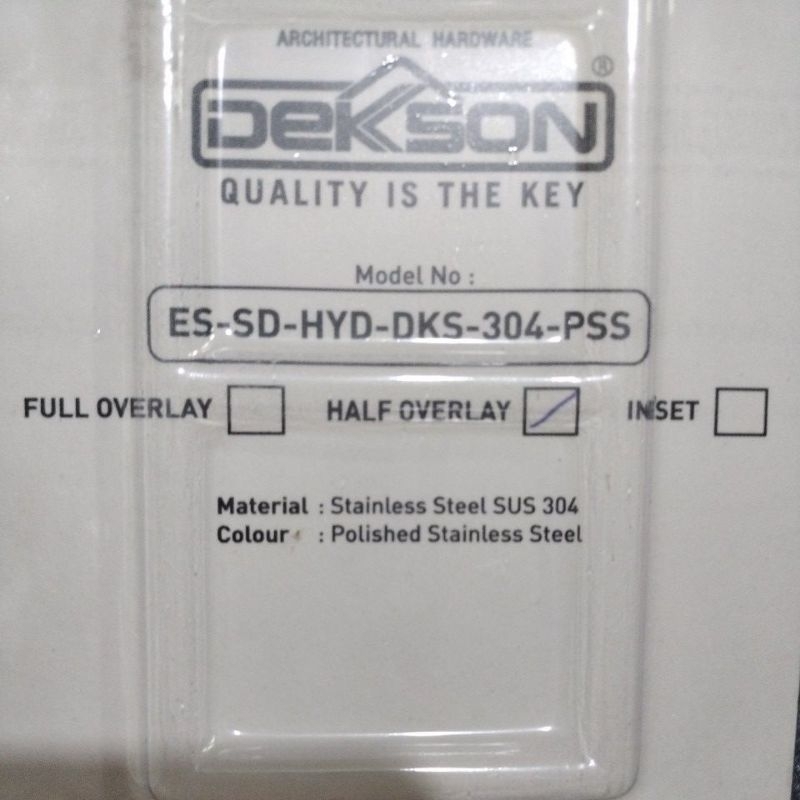 ARCHITECTURAL HARDWARE
DEKSON®
QUALITY IS THE KEY
Model No :
ES-SD-HYD-DKS-304-PSS
FULL OVERLAY HALF OVERLAY INSET
Material : Stainless Steel SUS 304
Colour : Polished Stainless Steel